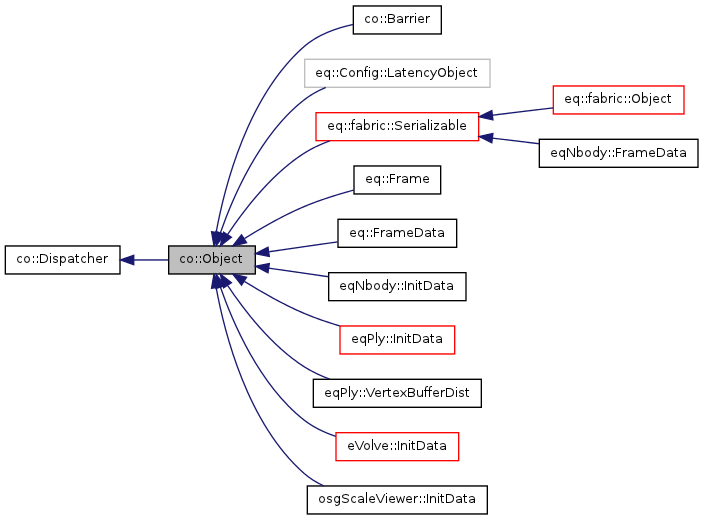 co::Barrier
eq::Config::LatencyObject
eq::fabric::Serializable
eq::fabric::Object
eqNbody::FrameData
eq::Frame
eq::FrameData
co::Dispatcher
co::Object
eqNbody::InitData
eqPly::InitData
eqPly::VertexBufferDist
eVolve::InitData
osgScaleViewer::InitData